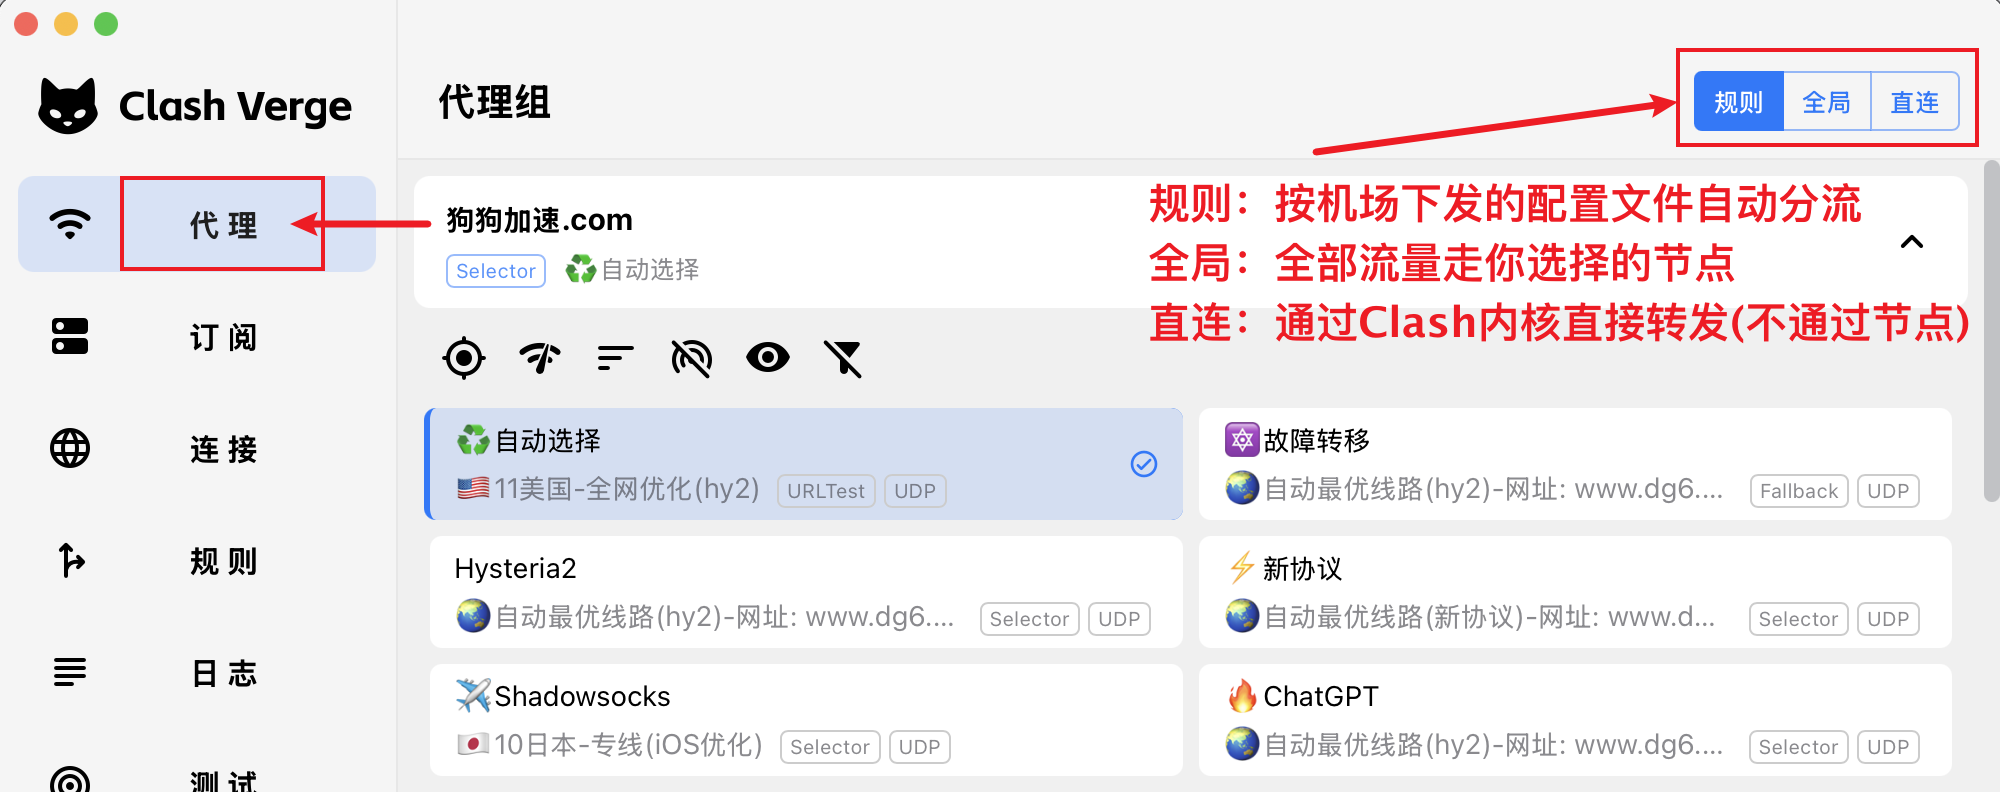 Clash Verge
代理
订阅
连接
规则
日志
测试
代理组
规则 全局 直连
狗狗加速.com
Selector ♻️自动选择
规则：按机场下发的配置文件自动分流
全局：全部流量走你选择的节点
直连：通过Clash内核直接转发(不通过节点)
♻️自动选择
🇺🇸11美国-全网优化(hy2) URLTest UDP
🔯故障转移
🌏自动最优线路(hy2)-网址: www.dg6.... Fallback UDP
Hysteria2
🌏自动最优线路(hy2)-网址: www.dg6.... Selector UDP
⚡新协议
🌏自动最优线路(新协议)-网址: www.d... Selector UDP
✈️Shadowsocks
🇯🇵10日本-专线(iOS优化) Selector UDP
🔥ChatGPT
🌏自动最优线路(hy2)-网址: www.dg6.... Selector UDP